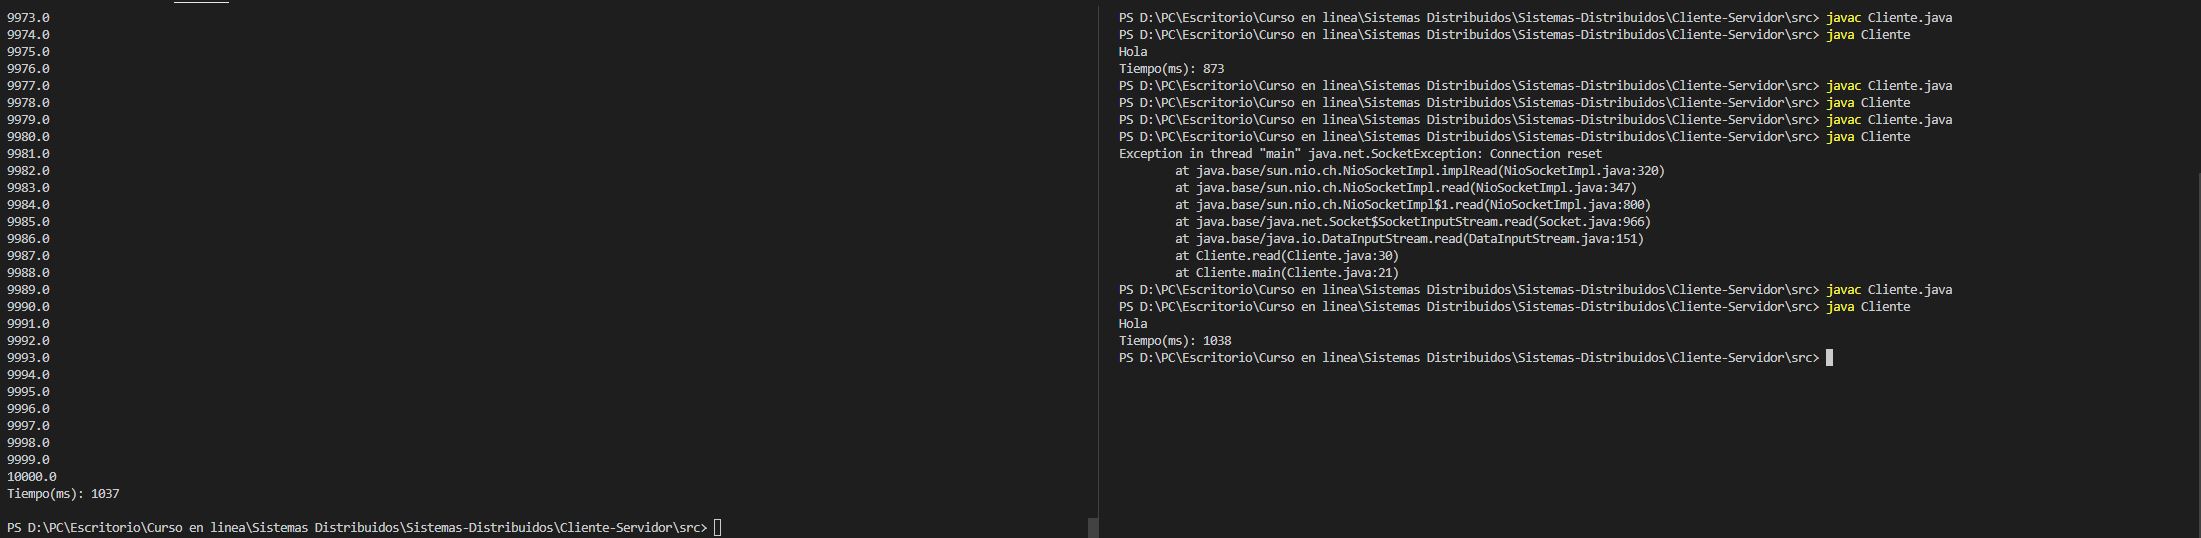 9973.0
9974.0
9975.0
9976.0
9977.0
9978.0
9979.0
9980.0
9981.0
9982.0
9983.0
9984.0
9985.0
9986.0
9987.0
9988.0
9989.0
9990.0
9991.0
9992.0
9993.0
9994.0
9995.0
9996.0
9997.0
9998.0
9999.0
10000.0
Tiempo(ms): 1037
PS D:\PC\Escritorio\Curso en linea\Sistemas Distribuidos\Sistemas-Distribuidos\Cliente-Servidor\src>
PS D:\PC\Escritorio\Curso en linea\Sistemas Distribuidos\Sistemas-Distribuidos\Cliente-Servidor\src> javac Cliente.java
PS D:\PC\Escritorio\Curso en linea\Sistemas Distribuidos\Sistemas-Distribuidos\Cliente-Servidor\src> java Cliente
Hola
Tiempo(ms): 873
PS D:\PC\Escritorio\Curso en linea\Sistemas Distribuidos\Sistemas-Distribuidos\Cliente-Servidor\src> javac Cliente.java
PS D:\PC\Escritorio\Curso en linea\Sistemas Distribuidos\Sistemas-Distribuidos\Cliente-Servidor\src> java Cliente
PS D:\PC\Escritorio\Curso en linea\Sistemas Distribuidos\Sistemas-Distribuidos\Cliente-Servidor\src> javac Cliente.java
PS D:\PC\Escritorio\Curso en linea\Sistemas Distribuidos\Sistemas-Distribuidos\Cliente-Servidor\src> java Cliente
Exception in thread "main" java.net.SocketException: Connection reset
at java.base/sun.nio.ch.NioSocketImpl.implRead(NioSocketImpl.java:320)
at java.base/sun.nio.ch.NioSocketImpl.read(NioSocketImpl.java:347)
at java.base/sun.nio.ch.NioSocketImpl$1.read(NioSocketImpl.java:800)
at java.base/java.net.Socket$SocketInputStream.read(Socket.java:966)
at java.base/java.io.DataInputStream.read(DataInputStream.java:151)
at Cliente.read(Cliente.java:30)
at Cliente.main(Cliente.java:21)
PS D:\PC\Escritorio\Curso en linea\Sistemas Distribuidos\Sistemas-Distribuidos\Cliente-Servidor\src> javac Cliente.java
PS D:\PC\Escritorio\Curso en linea\Sistemas Distribuidos\Sistemas-Distribuidos\Cliente-Servidor\src> java Cliente
Hola
Tiempo(ms): 1038
PS D:\PC\Escritorio\Curso en linea\Sistemas Distribuidos\Sistemas-Distribuidos\Cliente-Servidor\src>